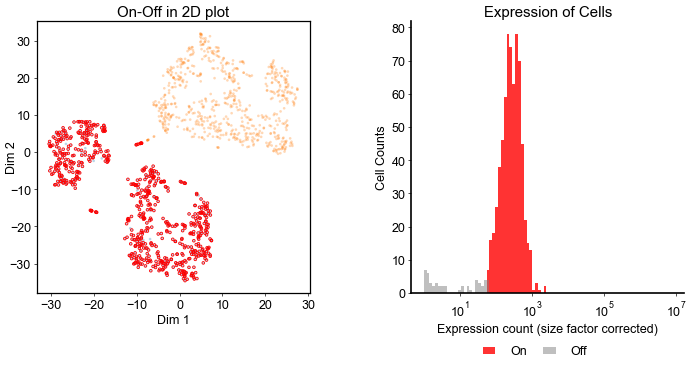 On-Off in 2D plot
Expression of Cells
30
20
10
0
−10
−20
−30
Dim 2
−30 −20 −10 0 10 20 30
Dim 1
80
70
60
50
40
30
20
10
0
Cell Counts
10^1 10^3 10^5 10^7
Expression count (size factor corrected)
On Off